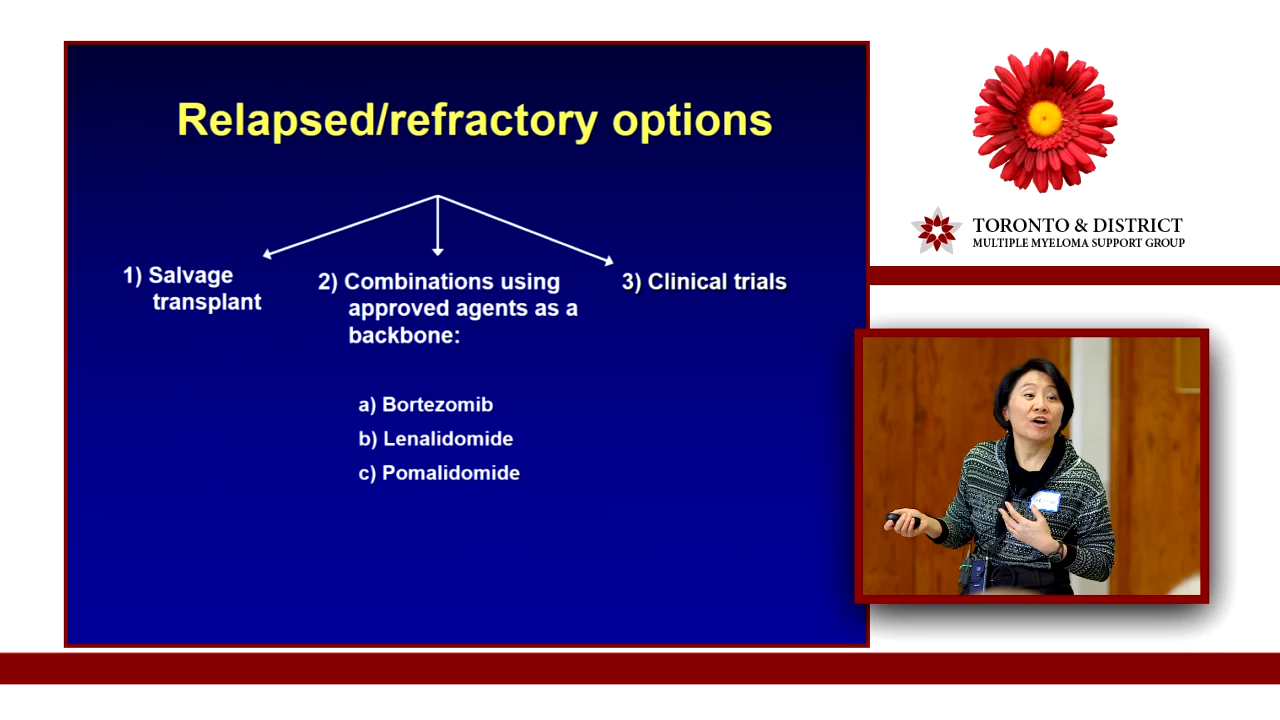 Relapsed/refractory options
1) Salvage
transplant
2) Combinations using
approved agents as a
backbone:
a) Bortezomib
b) Lenalidomide
c) Pomalidomide
3) Clinical trials
TORONTO & DISTRICT
MULTIPLE MYELOMA SUPPORT GROUP